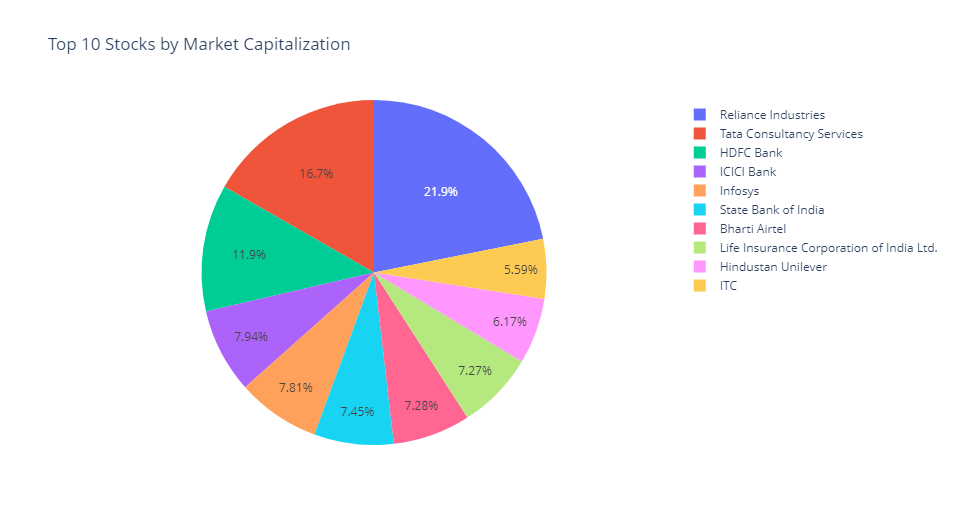 Top 10 Stocks by Market Capitalization
21.9%
16.7%
11.9%
7.94%
7.81%
7.45%
7.28%
7.27%
6.17%
5.59%
Reliance Industries
Tata Consultancy Services
HDFC Bank
ICICI Bank
Infosys
State Bank of India
Bharti Airtel
Life Insurance Corporation of India Ltd.
Hindustan Unilever
ITC